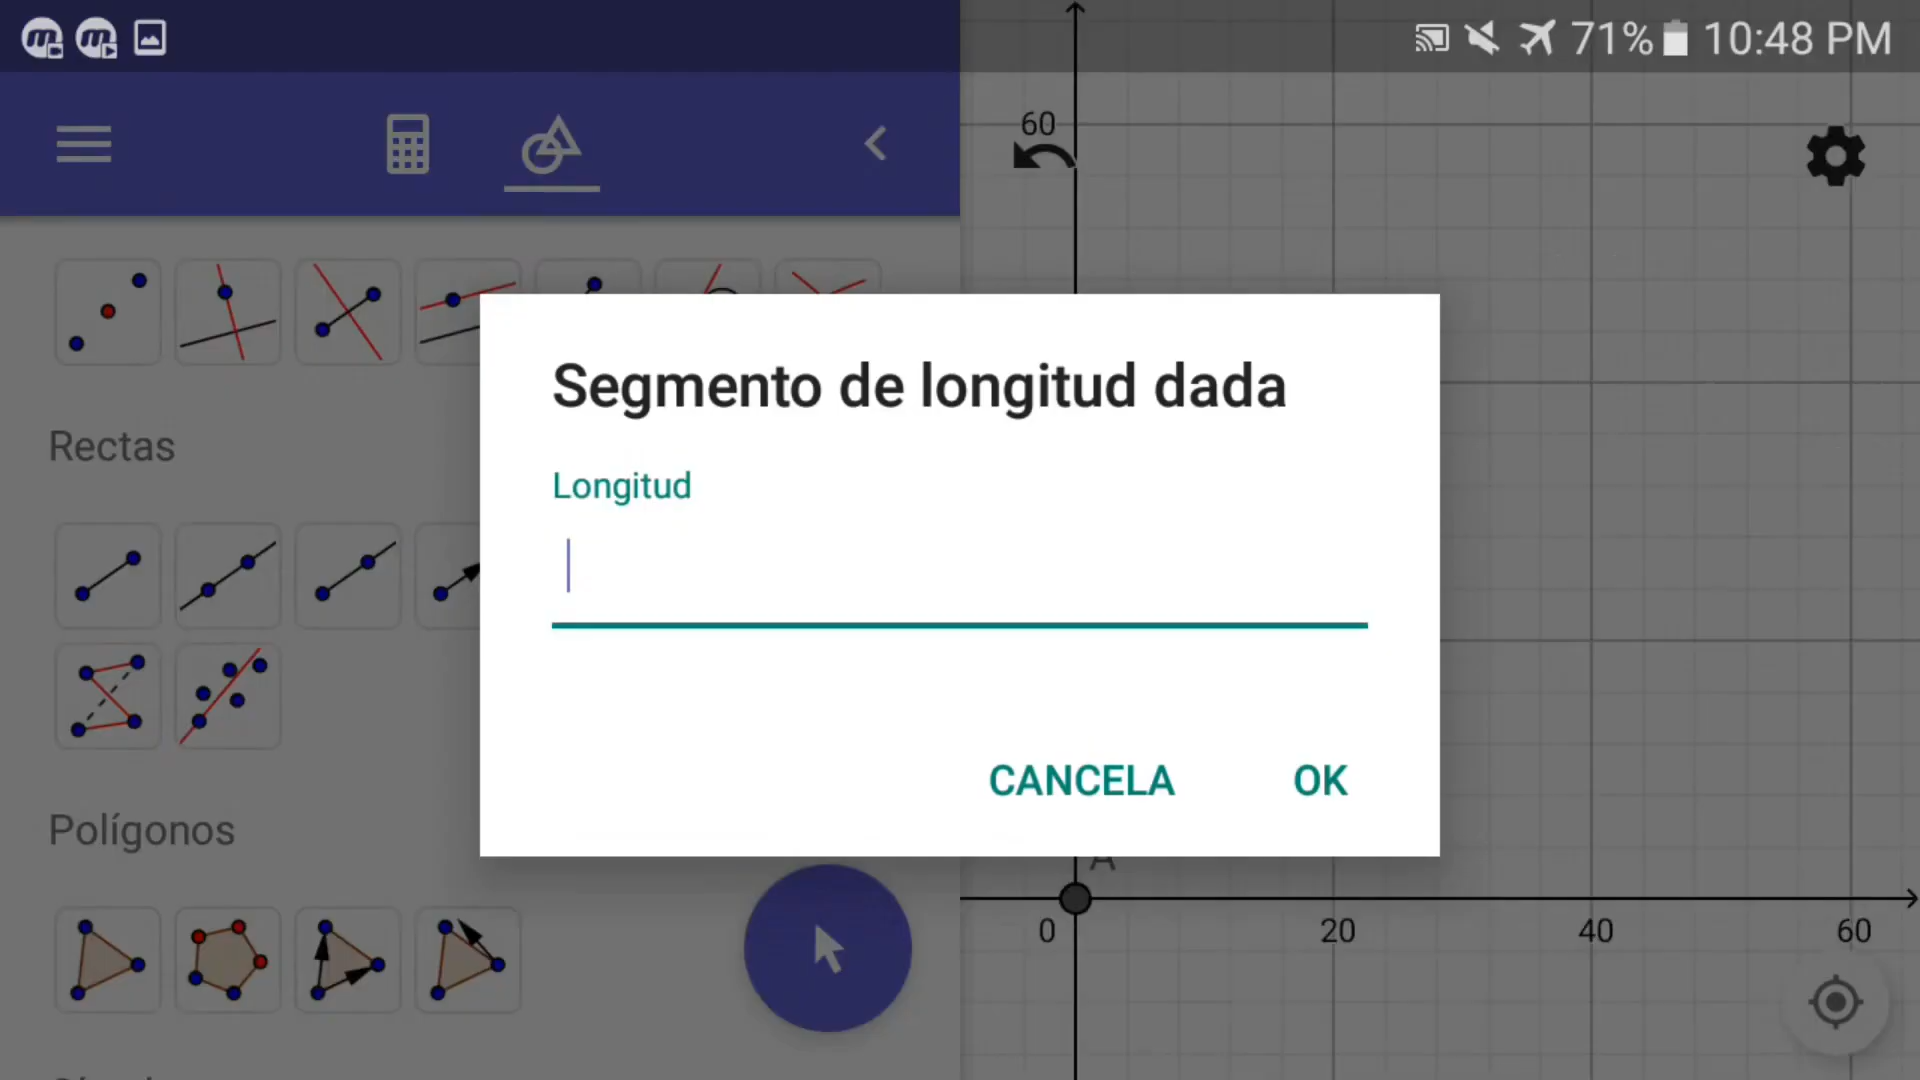 71% 10:48 PM
60
Segmento de longitud dada
Rectas
Longitud
CANCELA OK
Polígonos
A
0 20 40 60